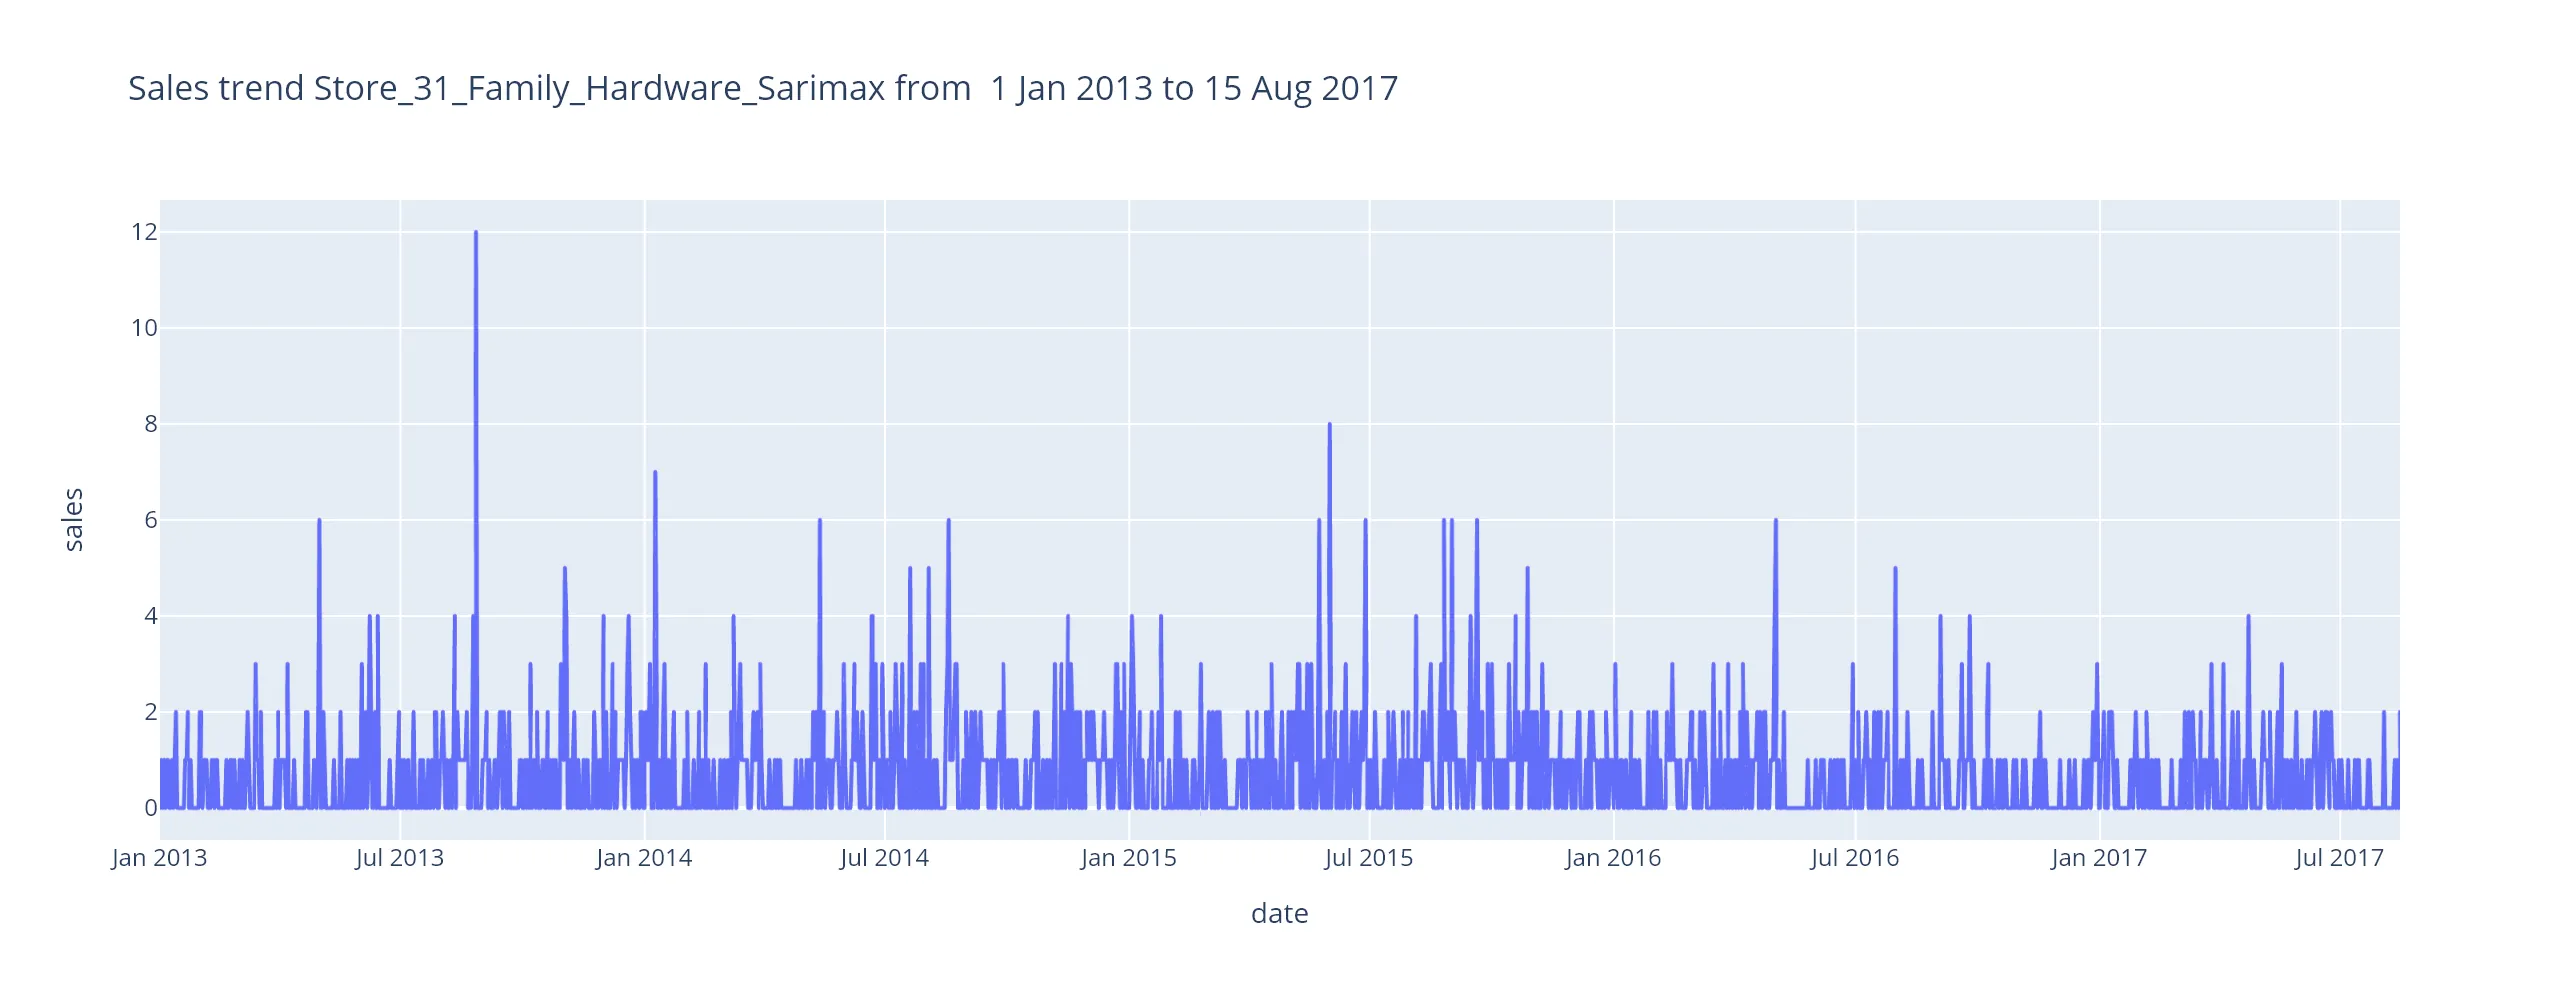 Sales trend Store_31_Family_Hardware_Sarimax from  1 Jan 2013 to 15 Aug 2017
12
10
8
6
4
2
0
sales
Jan 2013
Jul 2013
Jan 2014
Jul 2014
Jan 2015
Jul 2015
Jan 2016
Jul 2016
Jan 2017
Jul 2017
date